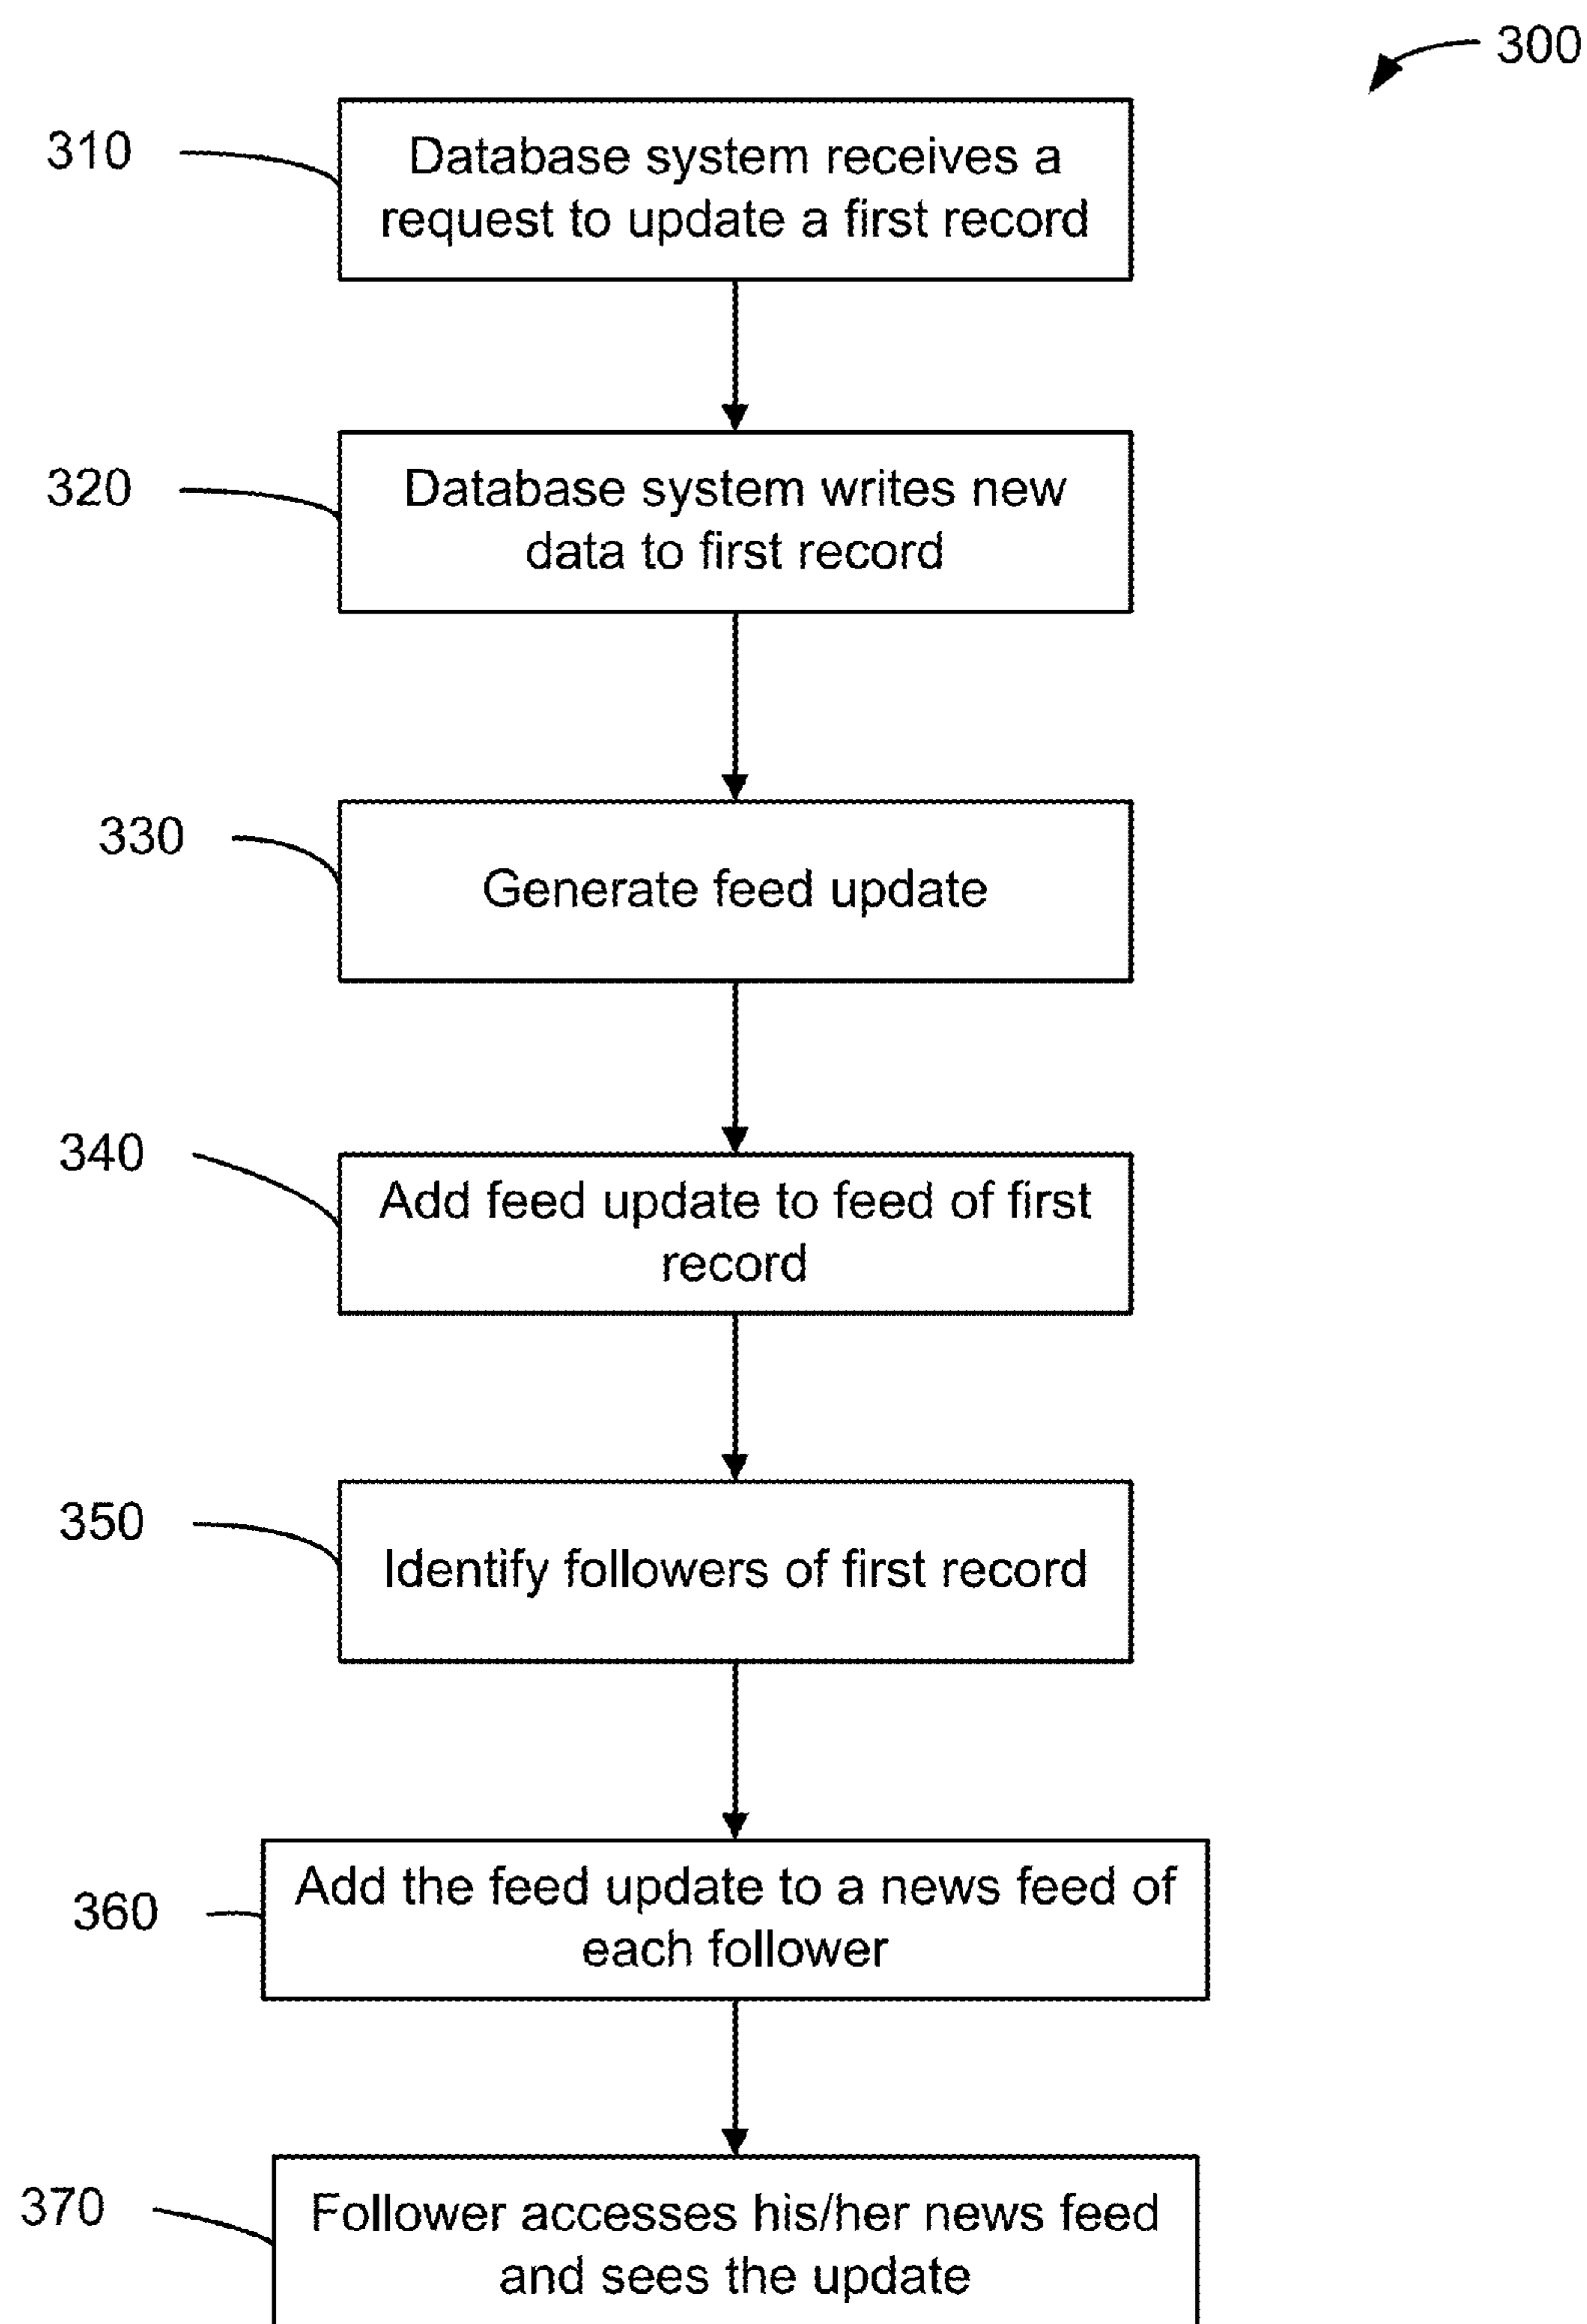 300
310
Database system receives a
request to update a first record
320
Database system writes new
data to first record
330
Generate feed update
340
Add feed update to feed of first
record
350
Identify followers of first record
360
Add the feed update to a news feed of
each follower
370
Follower accesses his/her news feed
and sees the update